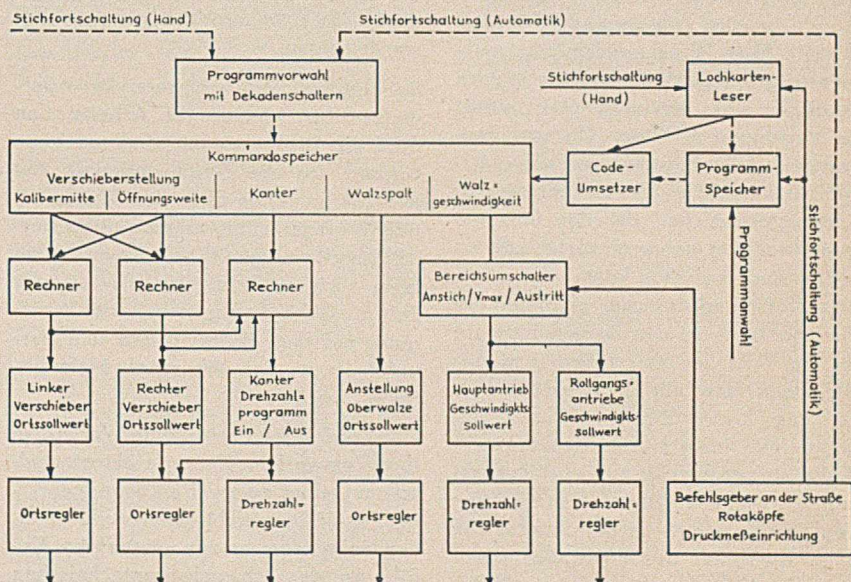 Stichfortschaltung (Hand)
Stichfortschaltung (Automatik)
Programmvorwahl
mit Dekadenschaltern
Stichfortschaltung
(Hand)
Lochkarten-
Leser
Kommandospeicher
Verschieberstellung
Kalibermitte
Öffnungsweite
Kanter
Walzspalt
Walz=
geschwindigkeit
Code-
Umsetzer
Programm-
Speicher
Programmanwahl
Stichfortschaltung (Automatik)
Rechner
Rechner
Rechner
Bereichsumschalter
Anstich/Vmax/Austritt
Linker
Verschieber
Ortssollwert
Rechter
Verschieber
Ortssollwert
Kanter
Drehzahl=
programm
Ein / Aus
Anstellung
Oberwalze
Ortssollwert
Hauptantrieb
Geschwindigkts
sollwert
Rollgangs=
antriebe
Geschwindigkts
sollwert
Ortsregler
Ortsregler
Drehzahl=
regler
Ortsregler
Drehzahl=
regler
Drehzahl=
regler
Befehlsgeber an der Straße
Rotaköpfe
Druckmeßeinrichtung